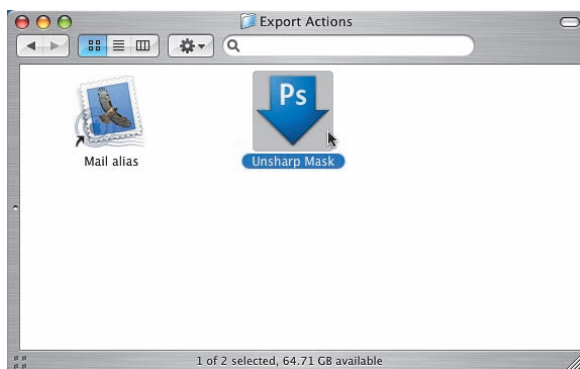 Export Actions
Ps
Mail alias
Unsharp Mask
1 of 2 selected, 64.71 GB available